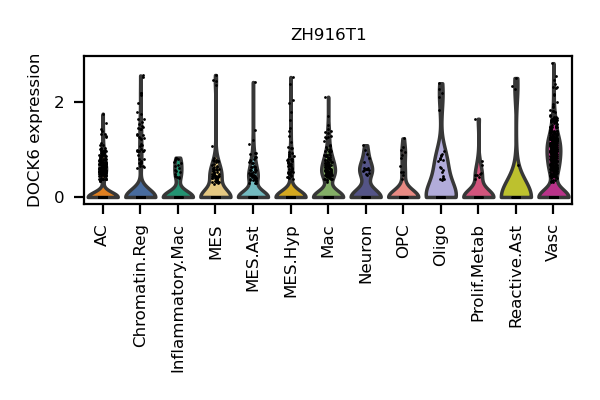 ZH916T1
DOCK6 expression
2
0
AC
Chromatin.Reg
Inflammatory.Mac
MES
MES.Ast
MES.Hyp
Mac
Neuron
OPC
Oligo
Prolif.Metab
Reactive.Ast
Vasc